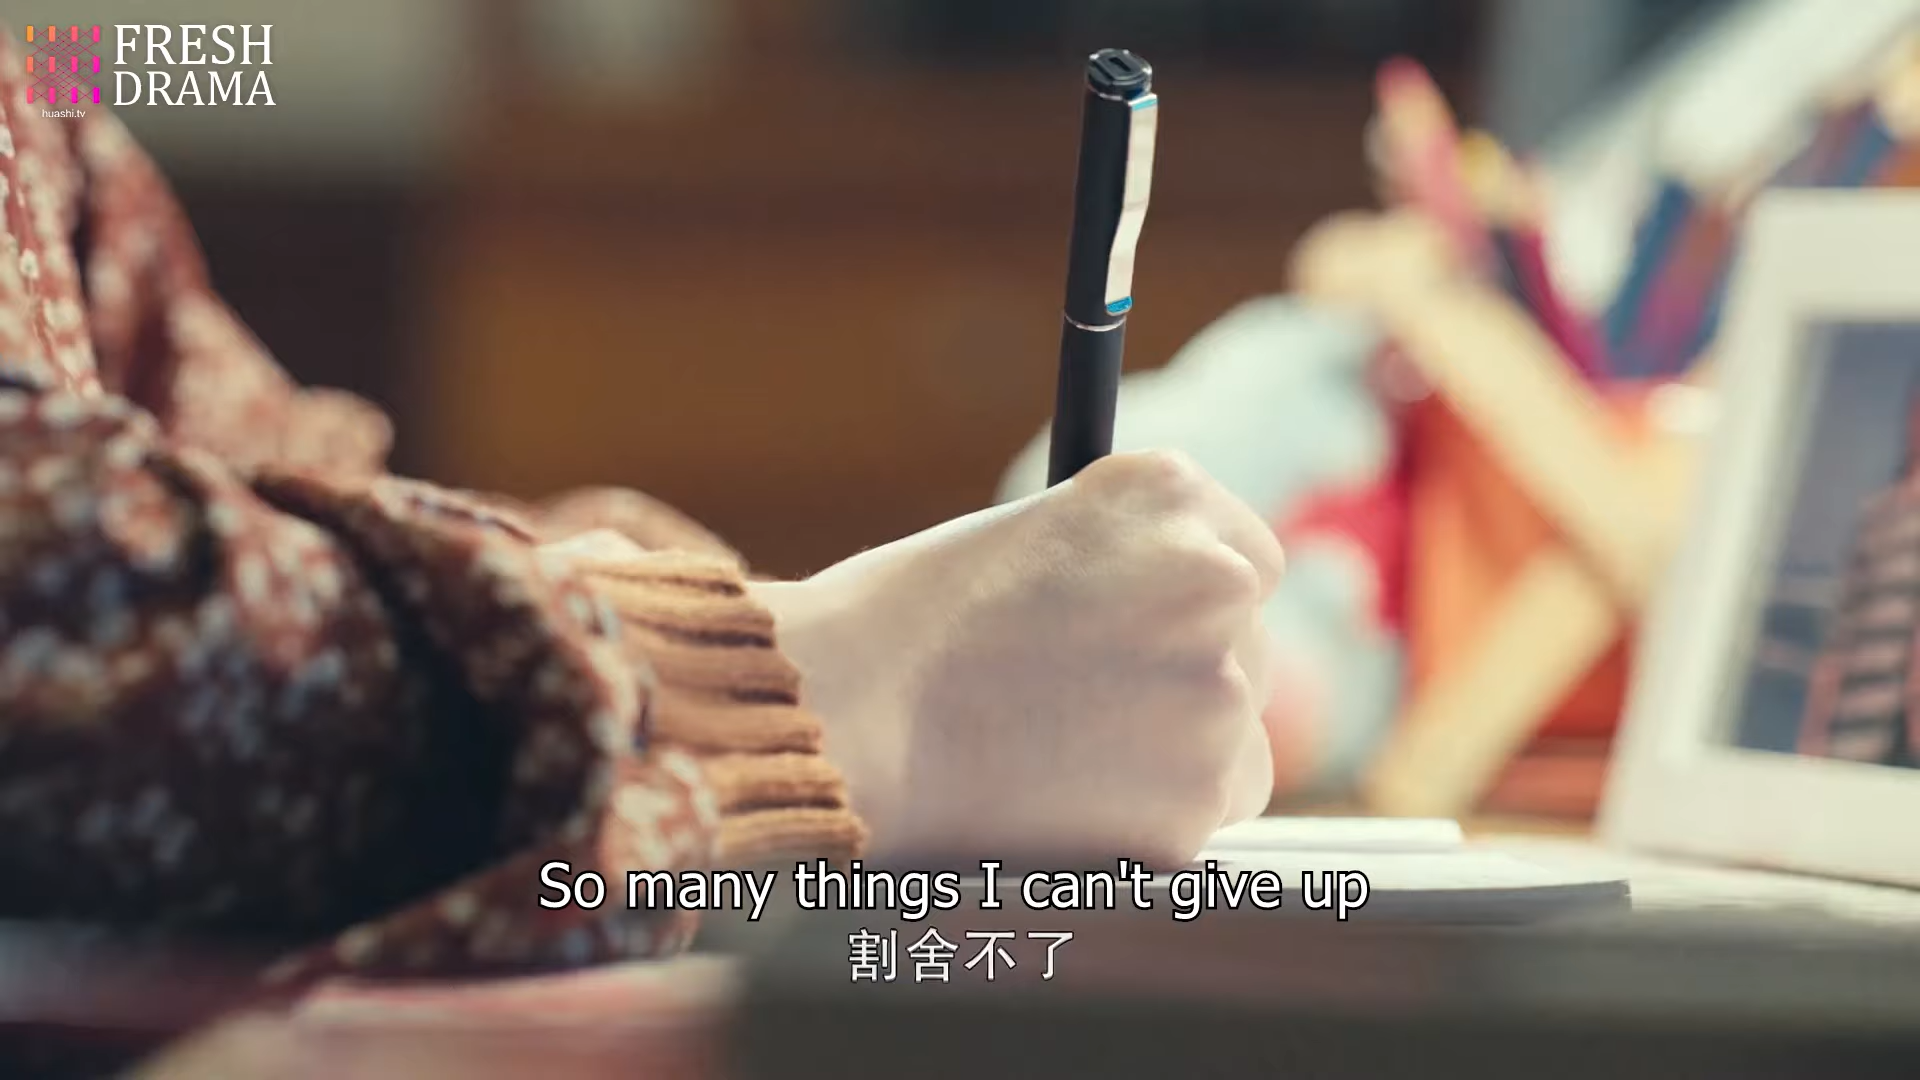 FRESH
DRAMA
huashi.tv
So many things I can't give up
割舍不了